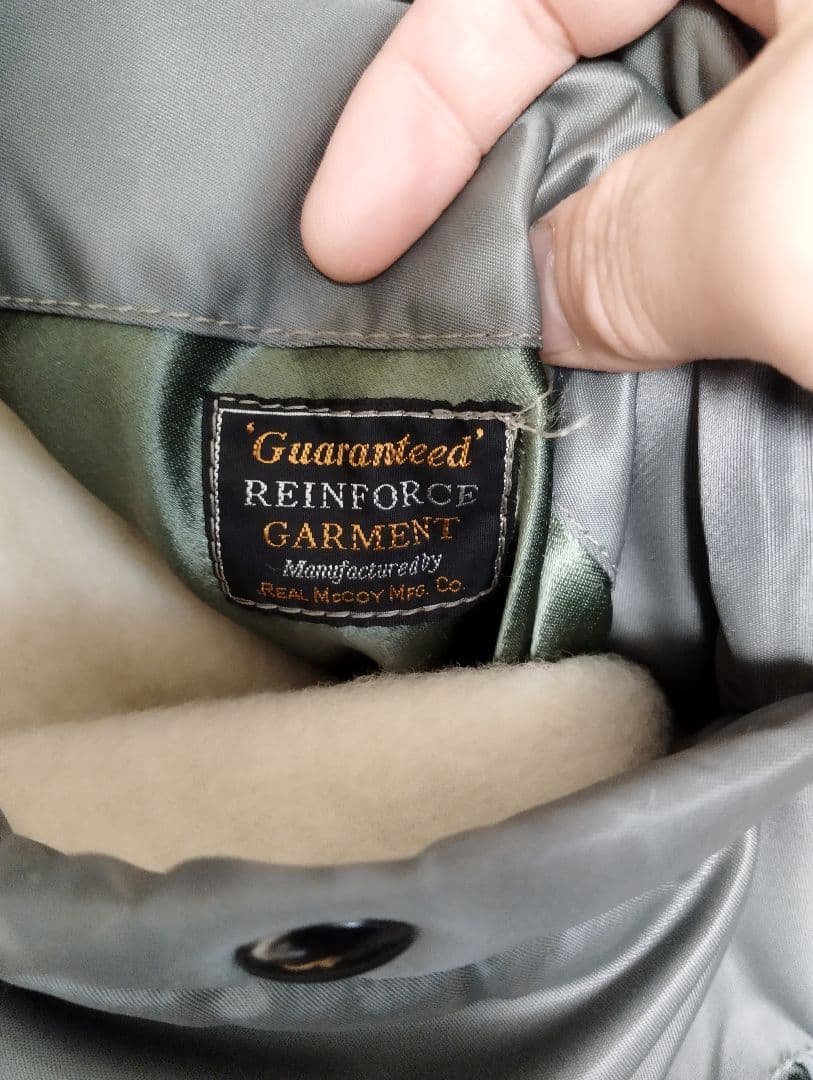 'Guaranteed'
REINFORCE
GARMENT
Manufactured by
REAL McCOY MFG. CO.